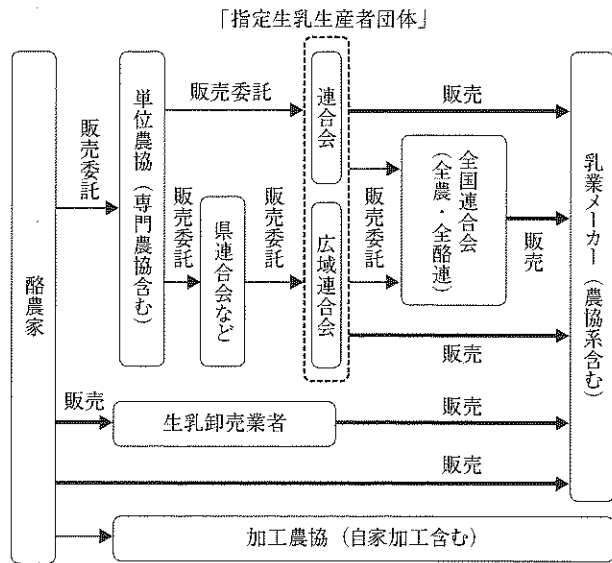 「指定生乳生産者団体」
酪農家
販売委託
単位農協（専門農協含む）
販売委託
連合会
販売
販売委託
県連合会など
販売委託
広域連合会
販売委託
全国連合会
（全農・全酪連）
販売
乳業メーカー（農協系含む）
販売
販売
生乳卸売業者
販売
販売
加工農協（自家加工含む）